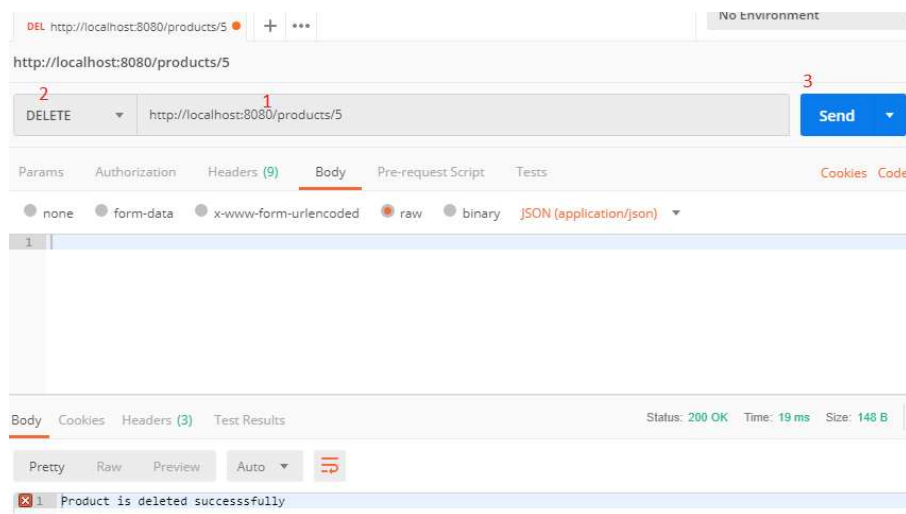 DEL http://localhost:8080/products/5 + •••
No Environment
http://localhost:8080/products/5
2 1 3
DELETE http://localhost:8080/products/5 Send
Params Authorization Headers (9) Body Pre-request Script Tests Cookies Code
none form-data x-www-form-urlencoded raw binary JSON (application/json)
1
Body Cookies Headers (3) Test Results Status: 200 OK Time: 19 ms Size: 148 B
Pretty Raw Preview Auto
1 Product is deleted successsfully